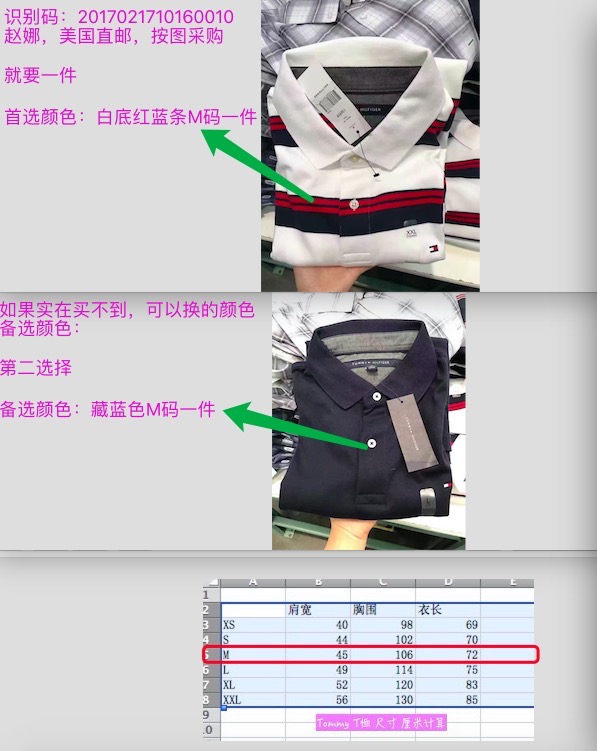 识别码：2017021710160010
赵娜，美国直邮，按图采购
就要一件
首选颜色：白底红蓝条M码一件
XXL
如果实在买不到，可以换的颜色
备选颜色：
第二选择
备选颜色：藏蓝色M码一件
TOMMY HILFIGER
A B C D E
1
2 肩宽 胸围 衣长
3 XS 40 98 69
4 S 44 102 70
5 M 45 106 72
6 L 49 114 75
7 XL 52 120 83
8 XXL 56 130 85
9
10
Tommy T恤 尺寸 厘米计算